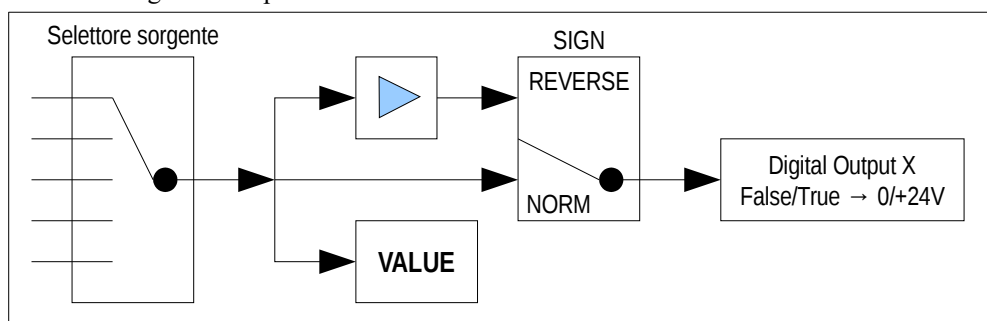 Selettore sorgente
SIGN
REVERSE
NORM
VALUE
Digital Output X
False/True → 0/+24V